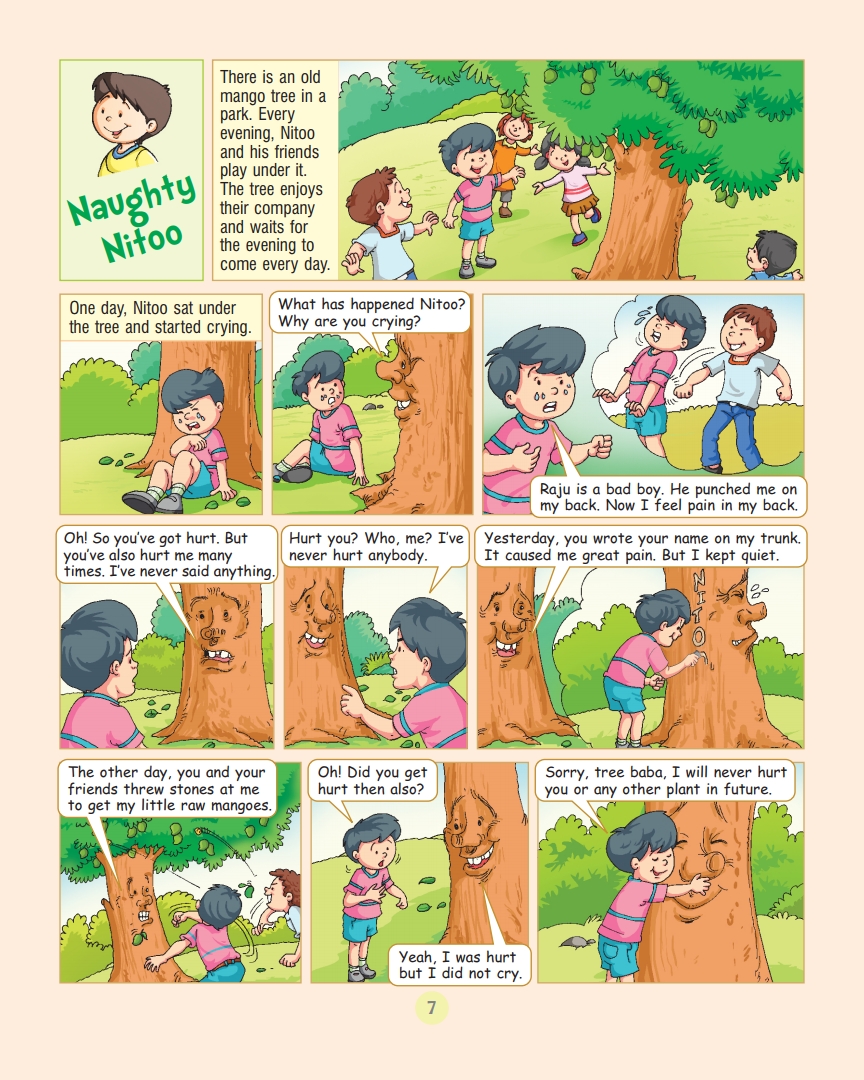 Naughty
Nitoo
There is an old
mango tree in a
park. Every
evening, Nitoo
and his friends
play under it.
The tree enjoys
their company
and waits for
the evening to
come every day.
One day, Nitoo sat under
the tree and started crying.
What has happened Nitoo?
Why are you crying?
Raju is a bad boy. He punched me on
my back. Now I feel pain in my back.
Oh! So you've got hurt. But
you've also hurt me many
times. I've never said anything.
Hurt you? Who, me? I've
never hurt anybody.
Yesterday, you wrote your name on my trunk.
It caused me great pain. But I kept quiet.
NITO
The other day, you and your
friends threw stones at me
to get my little raw mangoes.
Oh! Did you get
hurt then also?
Yeah, I was hurt
but I did not cry.
Sorry, tree baba, I will never hurt
you or any other plant in future.
7